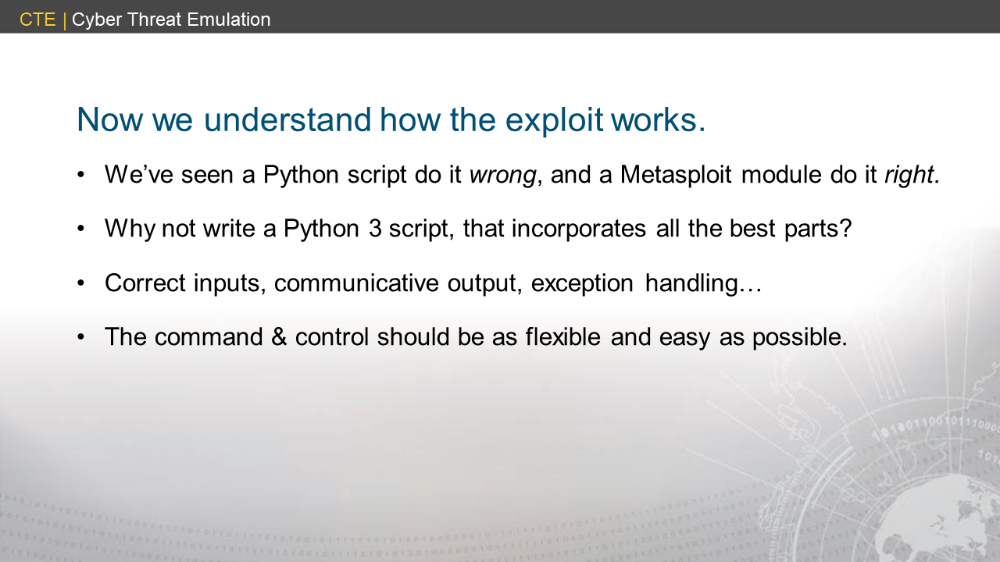 CTE | Cyber Threat Emulation
Now we understand how the exploit works.
• We’ve seen a Python script do it wrong, and a Metasploit module do it right.
• Why not write a Python 3 script, that incorporates all the best parts?
• Correct inputs, communicative output, exception handling…
• The command & control should be as flexible and easy as possible.